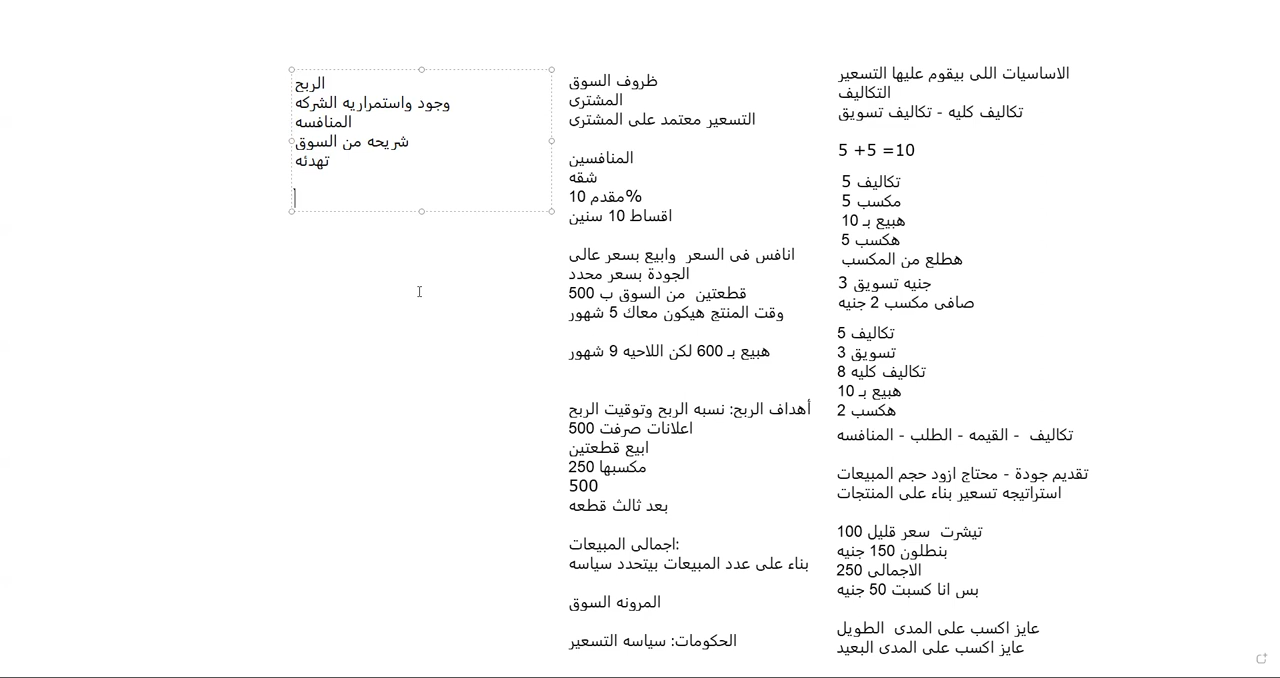 الاساسيات اللى بيقوم عليها التسعير
التكاليف
تكاليف كليه - تكاليف تسويق
5 +5 =10
تكاليف 5
مكسب 5
هبيع بـ 10
هكسب 5
هطلع من المكسب
جنيه تسويق 3
صافى مكسب 2 جنيه
تكاليف 5
تسويق 3
تكاليف كليه 8
هبيع بـ 10
هكسب 2
تكاليف - القيمه - الطلب - المنافسه
تقديم جودة - محتاج ازود حجم المبيعات
استراتيجه تسعير بناء على المنتجات
تيشرت سعر قليل 100
بنطلون 150 جنيه
الاجمالى 250
بس انا كسبت 50 جنيه
عايز اكسب على المدى الطويل
عايز اكسب على المدى البعيد
ظروف السوق
المشترى
التسعير معتمد على المشترى
المنافسين
شقه
مقدم 10%
اقساط 10 سنين
انافس فى السعر وابيع بسعر عالى
الجودة بسعر محدد
قطعتين من السوق ب 500
وقت المنتج هيكون معاك 5 شهور
هبيع بـ 600 لكن اللاحيه 9 شهور
أهداف الربح: نسبه الربح وتوقيت الربح
اعلانات صرفت 500
ابيع قطعتين
مكسبها 250
500
بعد ثالث قطعه
اجمالى المبيعات:
بناء على عدد المبيعات بيتحدد سياسه
المرونه السوق
الحكومات: سياسه التسعير
الربح
وجود واستمراريه الشركه
المنافسه
شريحه من السوق
تهدئه